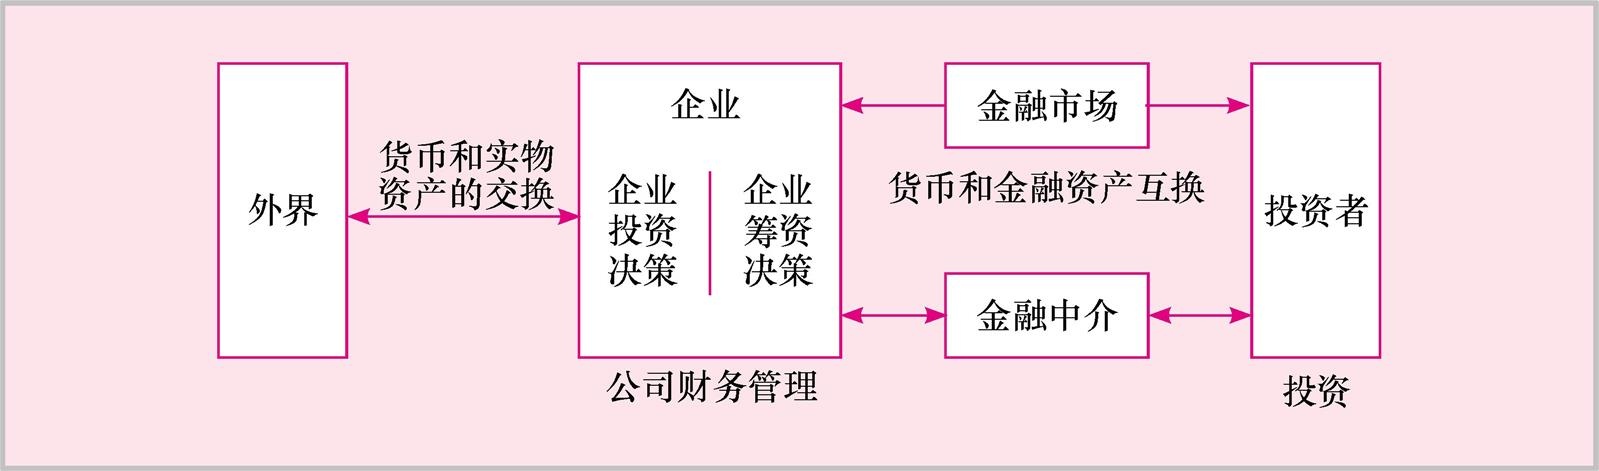 外界
货币和实物
资产的交换
企业
企业
投资
决策
企业
筹资
决策
公司财务管理
金融市场
货币和金融资产互换
金融中介
投资者
投资